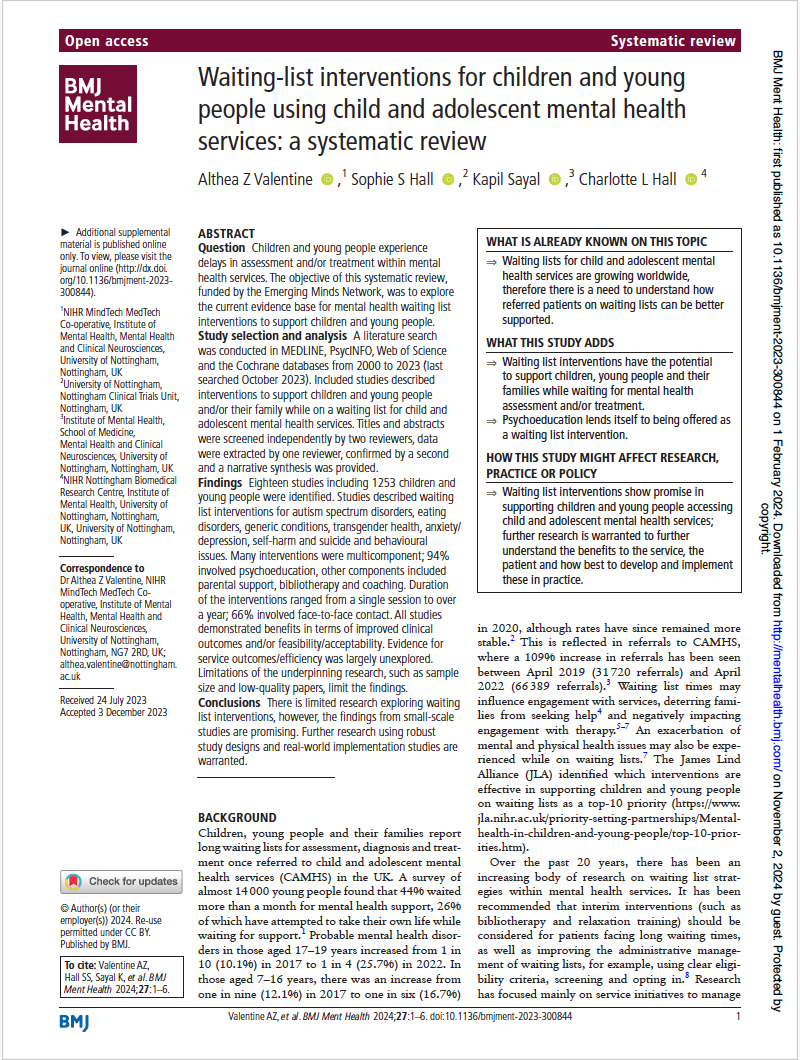 Open access
Systematic review
BMJ
Mental
Health
Waiting-list interventions for children and young
people using child and adolescent mental health
services: a systematic review
Althea Z Valentine ,1 Sophie S Hall ,2 Kapil Sayal ,3 Charlotte L Hall 4
► Additional supplemental
material is published online
only. To view, please visit the
journal online (http://dx.doi.
org/10.1136/bmjment-2023-
300844).
1NIHR MindTech MedTech
Co-operative, Institute of
Mental Health, Mental Health
and Clinical Neurosciences,
University of Nottingham,
Nottingham, UK
2University of Nottingham,
Nottingham Clinical Trials Unit,
Nottingham, UK
3Institute of Mental Health,
School of Medicine,
Mental Health and Clinical
Neurosciences, University of
Nottingham, Nottingham, UK
4NIHR Nottingham Biomedical
Research Centre, Institute of
Mental Health, University of
Nottingham, Nottingham,
UK, University of Nottingham,
Nottingham, UK
Correspondence to
Dr Althea Z Valentine, NIHR
MindTech MedTech Co-
operative, Institute of Mental
Health, Mental Health and
Clinical Neurosciences,
University of Nottingham,
Nottingham, NG7 2RD, UK;
althea.valentine@nottingham.
ac.uk
Received 24 July 2023
Accepted 3 December 2023
Check for updates
© Author(s) (or their
employer(s)) 2024. Re-use
permitted under CC BY.
Published by BMJ.
To cite: Valentine AZ,
Hall SS, Sayal K, et al. BMJ
Ment Health 2024;27:1–6.
ABSTRACT
Question Children and young people experience
delays in assessment and/or treatment within mental
health services. The objective of this systematic review,
funded by the Emerging Minds Network, was to explore
the current evidence base for mental health waiting list
interventions to support children and young people.
Study selection and analysis A literature search
was conducted in MEDLINE, PsycINFO, Web of Science
and the Cochrane databases from 2000 to 2023 (last
searched October 2023). Included studies described
interventions to support children and young people
and/or their family while on a waiting list for child and
adolescent mental health services. Titles and abstracts
were screened independently by two reviewers, data
were extracted by one reviewer, confirmed by a second
and a narrative synthesis was provided.
Findings Eighteen studies including 1253 children and
young people were identified. Studies described waiting
list interventions for autism spectrum disorders, eating
disorders, generic conditions, transgender health, anxiety/
depression, self-harm and suicide and behavioural
issues. Many interventions were multicomponent; 94%
involved psychoeducation, other components included
parental support, bibliotherapy and coaching. Duration
of the interventions ranged from a single session to over
a year; 66% involved face-to-face contact. All studies
demonstrated benefits in terms of improved clinical
outcomes and/or feasibility/acceptability. Evidence for
service outcomes/efficiency was largely unexplored.
Limitations of the underpinning research, such as sample
size and low-quality papers, limit the findings.
Conclusions There is limited research exploring waiting
list interventions, however, the findings from small-scale
studies are promising. Further research using robust
study designs and real-world implementation studies are
warranted.
BACKGROUND
Children, young people and their families report
long waiting lists for assessment, diagnosis and treat-
ment once referred to child and adolescent mental
health services (CAMHS) in the UK. A survey of
almost 14 000 young people found that 44% waited
more than a month for mental health support, 26%
of which have attempted to take their own life while
waiting for support.1 Probable mental health disor-
ders in those aged 17–19 years increased from 1 in
10 (10.1%) in 2017 to 1 in 4 (25.7%) in 2022. In
those aged 7–16 years, there was an increase from
one in nine (12.1%) in 2017 to one in six (16.7%)
WHAT IS ALREADY KNOWN ON THIS TOPIC
⇒ Waiting lists for child and adolescent mental
health services are growing worldwide,
therefore there is a need to understand how
referred patients on waiting lists can be better
supported.
WHAT THIS STUDY ADDS
⇒ Waiting list interventions have the potential
to support children, young people and their
families while waiting for mental health
assessment and/or treatment.
⇒ Psychoeducation lends itself to being offered as
a waiting list intervention.
HOW THIS STUDY MIGHT AFFECT RESEARCH,
PRACTICE OR POLICY
⇒ Waiting list interventions show promise in
supporting children and young people accessing
child and adolescent mental health services;
further research is warranted to further
understand the benefits to the service, the
patient and how best to develop and implement
these in practice.
in 2020, although rates have since remained more
stable.2 This is reflected in referrals to CAMHS,
where a 109% increase in referrals has been seen
between April 2019 (31 720 referrals) and April
2022 (66 389 referrals).3 Waiting list times may
influence engagement with services, deterring fami-
lies from seeking help4 and negatively impacting
engagement with therapy.5–7 An exacerbation of
mental and physical health issues may also be expe-
rienced while on waiting lists.7 The James Lind
Alliance (JLA) identified which interventions are
effective in supporting children and young people
on waiting lists as a top-10 priority (https://www.
jla.nihr.ac.uk/priority-setting-partnerships/Mental-
health-in-children-and-young-people/top-10-prior-
ities.htm).
Over the past 20 years, there has been an
increasing body of research on waiting list strat-
egies within mental health services. It has been
recommended that interim interventions (such as
bibliotherapy and relaxation training) should be
considered for patients facing long waiting times,
as well as improving the administrative manage-
ment of waiting lists, for example, using clear eligi-
bility criteria, screening and opting in.8 Research
has focused mainly on service initiatives to manage
BMJ
Valentine AZ, et al. BMJ Ment Health 2024;27:1–6. doi:10.1136/bmjment-2023-300844
1
BMJ Ment Health: first published as 10.1136/bmjment-2023-300844 on 1 February 2024. Downloaded from http://mentalhealth.bmj.com/ on November 2, 2024 by guest. Protected by
copyright.